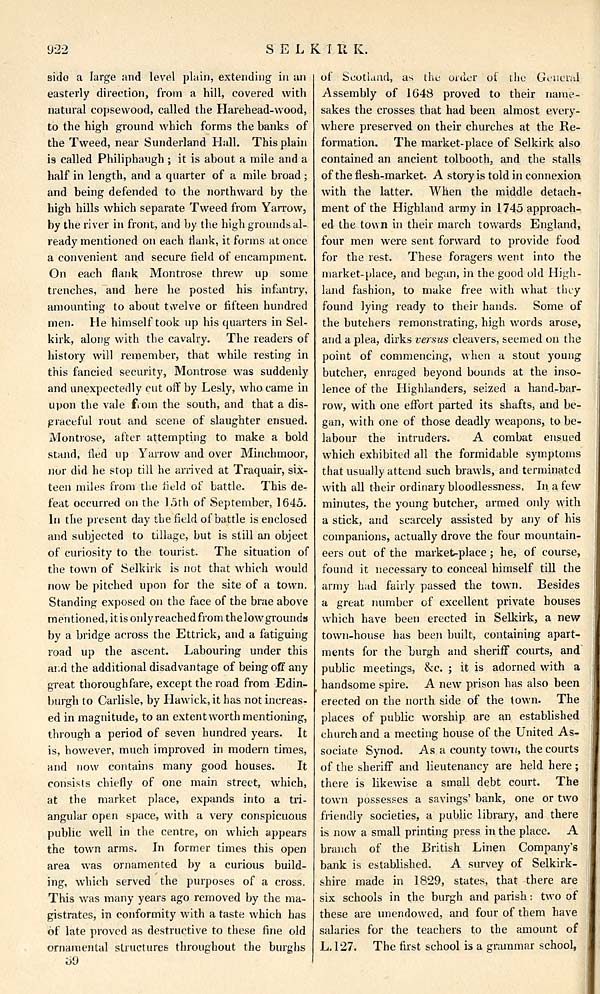 922
SELKIRK.
side a large and level plain, extending in an
easterly direction, from a hill, covered with
natural copsewood, called the Harehead-wood,
to the high ground which forms the banks of
the Tweed, near Sunderland Hall. This plain
is called Philiphaugh; it is about a mile and a
half in length, and a quarter of a mile broad;
and being defended to the northward by the
high hills which separate Tweed from Yarrow,
by the river in front, and by the high grounds al-
ready mentioned on each flank, it forms at once
a convenient and secure field of encampment.
On each flank Montrose threw up some
trenches, and here he posted his infantry,
amounting to about twelve or fifteen hundred
men. He himself took up his quarters in Sel-
kirk, along with the cavalry. The readers of
history will remember, that while resting in
this fancied security, Montrose was suddenly
and unexpectedly cut off by Lesly, who came in
upon the vale from the south, and that a dis-
graceful rout and scene of slaughter ensued.
Montrose, after attempting to make a bold
stand, fled up Yarrow and over Minchmoor,
nor did he stop till he arrived at Traquair, six-
teen miles from the field of battle. This de-
feat occurred on the 15th of September, 1645.
In the present day the field of battle is enclosed
and subjected to tillage, but is still an object
of curiosity to the tourist. The situation of
the town of Selkirk is not that which would
now be pitched upon for the site of a town.
Standing exposed on the face of the brae above
mentioned, it is only reached from the low grounds
by a bridge across the Ettrick, and a fatiguing
road up the ascent. Labouring under this
and the additional disadvantage of being off any
great thoroughfare, except the road from Edin-
burgh to Carlisle, by Hawick, it has not increas-
ed in magnitude, to an extent worth mentioning,
through a period of seven hundred years. It
is, however, much improved in modern times,
and now contains many good houses. It
consists chiefly of one main street, which,
at the market place, expands into a tri-
angular open space, with a very conspicuous
public well in the centre, on which appears
the town arms. In former times this open
area was ornamented by a curious build-
ing, which served the purposes of a cross.
This was many years ago removed by the ma-
gistrates, in conformity with a taste which has
of late proved as destructive to these fine old
ornamental structures throughout the burghs
39
of Scotland, as the order of the General
Assembly of 1648 proved to their name-
sakes the crosses that had been almost every-
where preserved on their churches at the Re-
formation. The market-place of Selkirk also
contained an ancient tolbooth, and the stalls
of the flesh-market. A story is told in connexion
with the latter. When the middle detach-
ment of the Highland army in 1745 approach-
ed the town in their march towards England,
four men were sent forward to provide food
for the rest. These foragers went into the
market-place, and began, in the good old High-
land fashion, to make free with what they
found lying ready to their hands. Some of
the butchers remonstrating, high words arose,
and a plea, dirks versus cleavers, seemed on the
point of commencing, when a stout young
butcher, enraged beyond bounds at the inso-
lence of the Highlanders, seized a hand-bar-
row, with one effort parted its shafts, and be-
gan, with one of those deadly weapons, to be-
labour the intruders. A combat ensued
which exhibited all the formidable symptoms
that usually attend such brawls, and terminated
with all their ordinary bloodlessness. In a few
minutes, the young butcher, armed only with
a stick, and scarcely assisted by any of his
companions, actually drove the four mountain-
eers out of the market-place; he, of course,
found it necessary to conceal himself till the
army had fairly passed the town. Besides
a great number of excellent private houses
which have been erected in Selkirk, a new
town-house has been built, containing apart-
ments for the burgh and sheriff courts, and
public meetings, &c.; it is adorned with a
handsome spire. A new prison has also been
erected on the north side of the town. The
places of public worship are an established
church and a meeting house of the United As-
sociate Synod. As a county town, the courts
of the sheriff and lieutenancy are held here;
there is likewise a small debt court. The
town possesses a savings' bank, one or two
friendly societies, a public library, and there
is now a small printing press in the place. A
branch of the British Linen Company's
bank is established. A survey of Selkirk-
shire made in 1829, states, that there are
six schools in the burgh and parish: two of
these are unendowed, and four of them have
salaries for the teachers to the amount of
L.127. The first school is a grammar school,